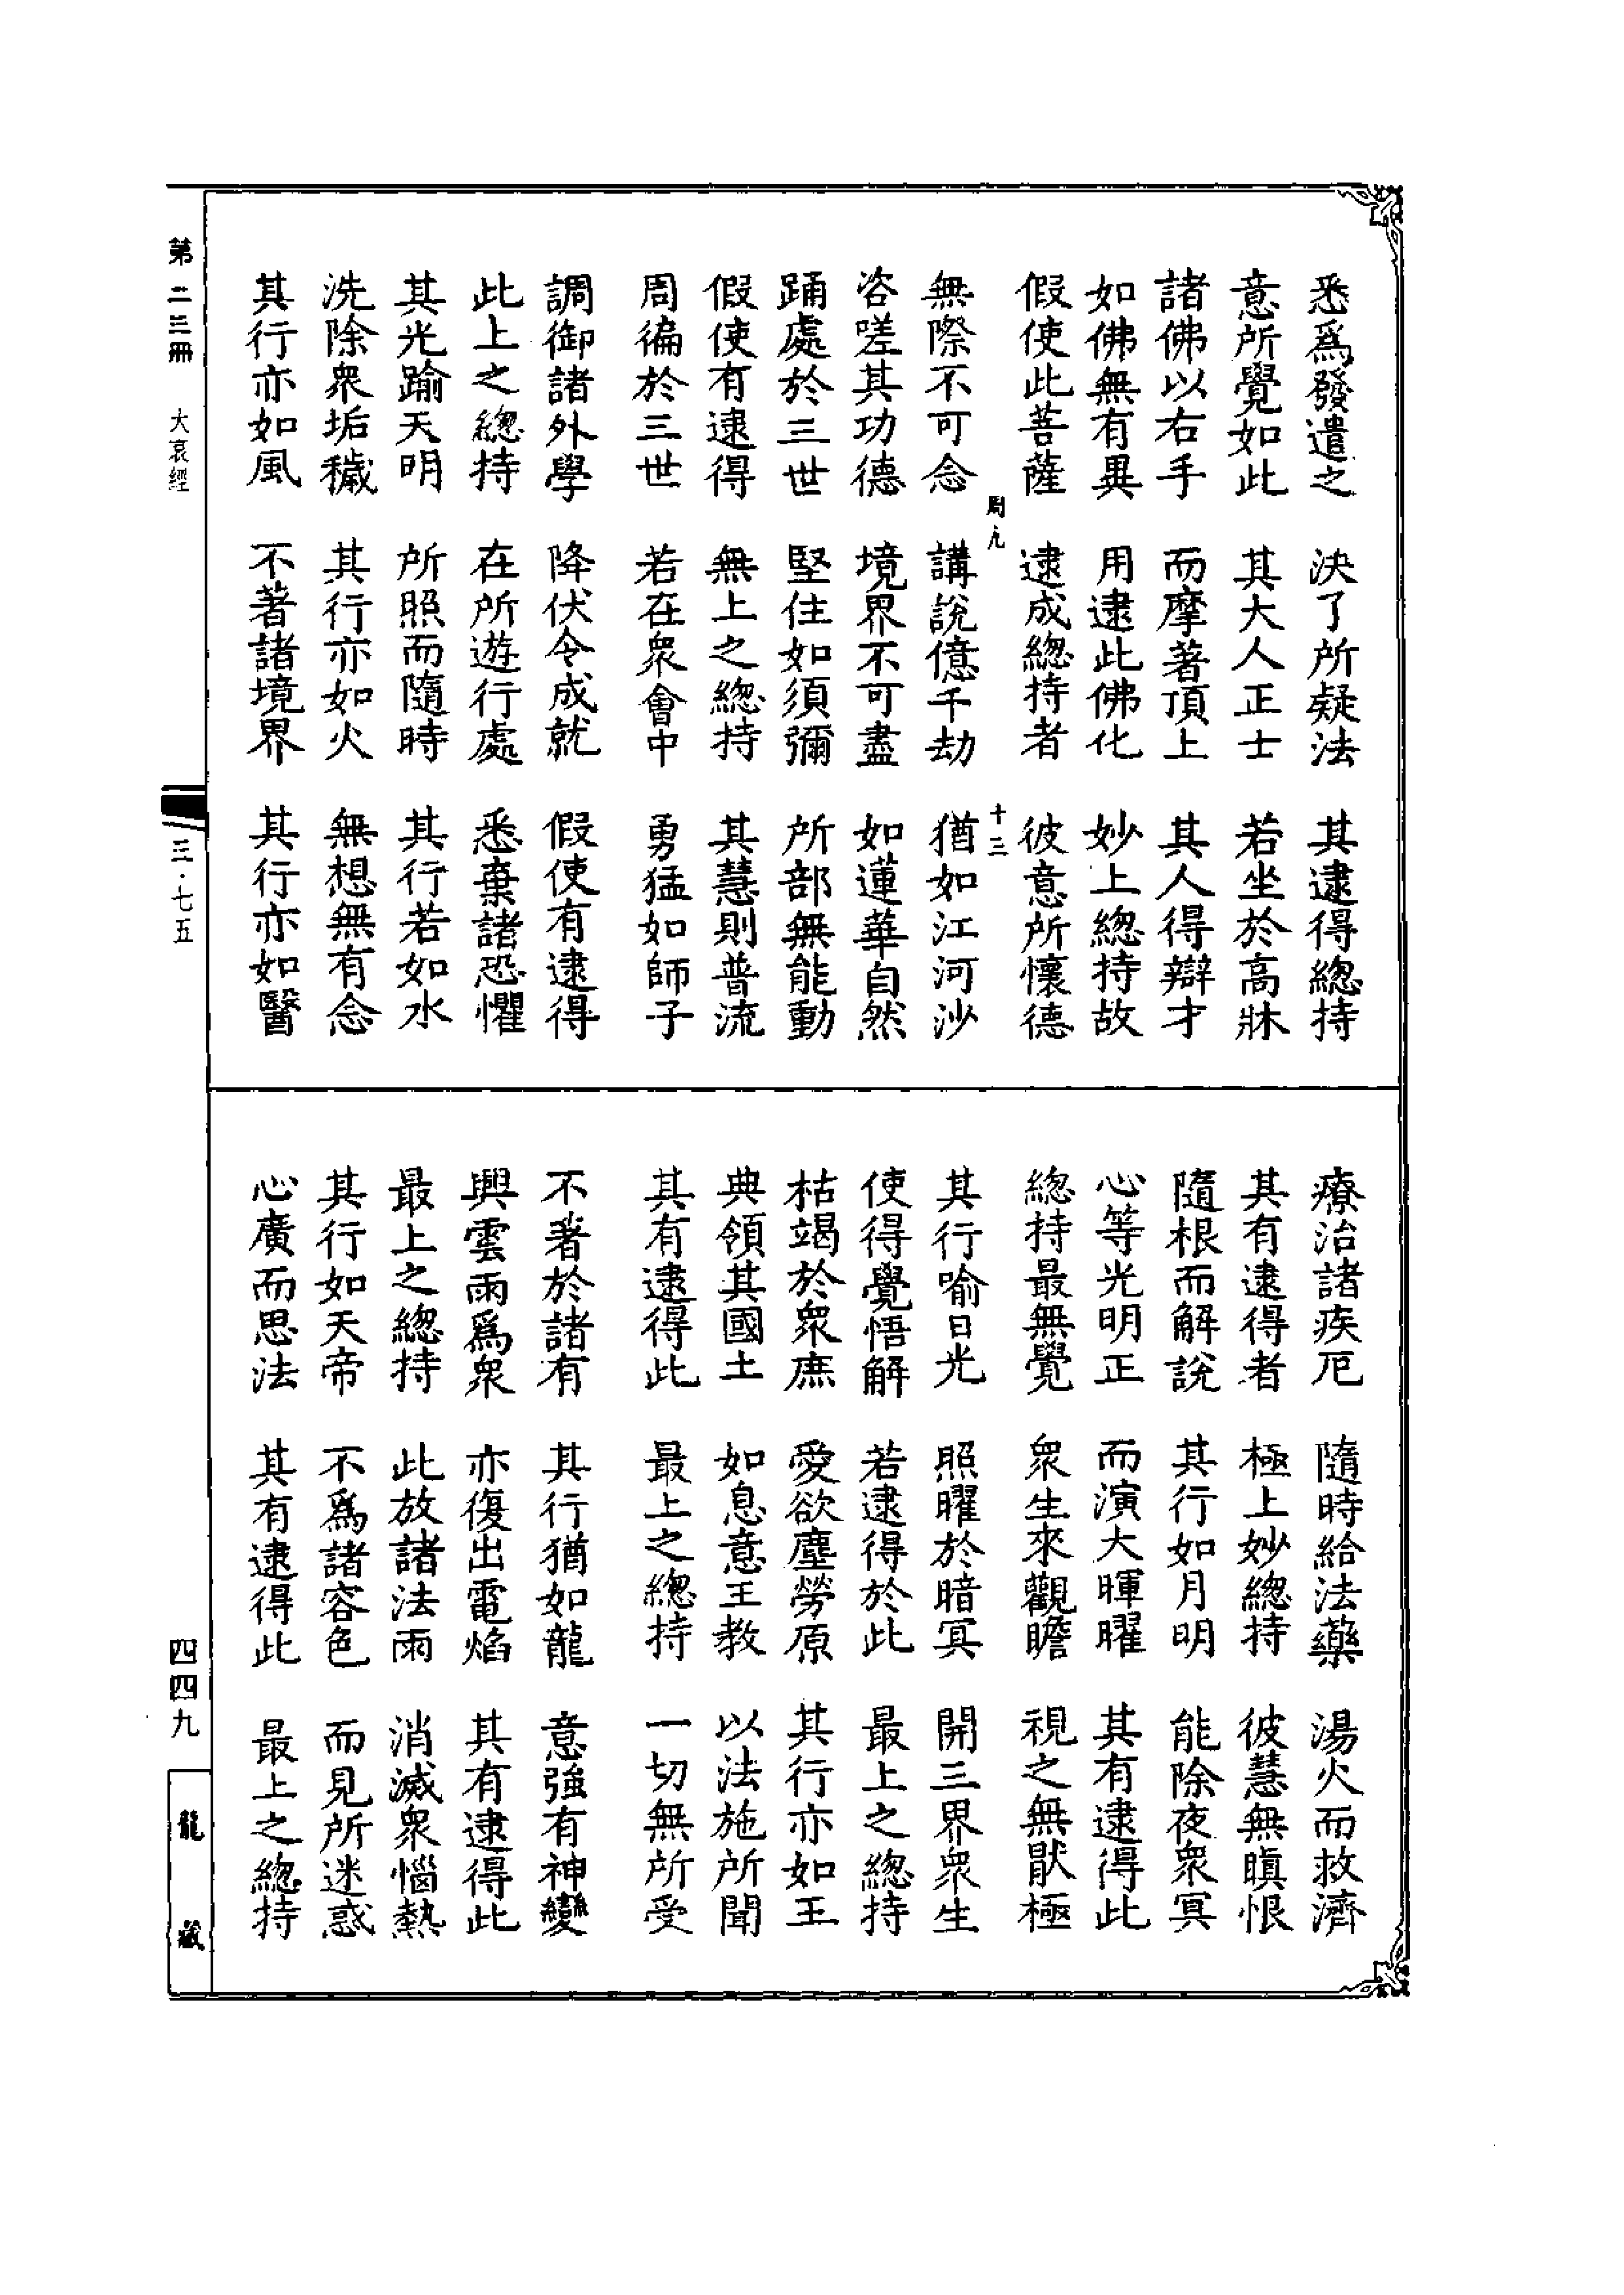 悉爲發遣之　決了所疑法　其逮得總持
意所覺如此　其大人正士　若坐於高牀
諸佛以右手　而摩著頂上　其人得辯才
如佛無有異　用逮此佛化　妙上總持故
假使此菩薩　逮成總持者　彼意所懷德
周九　十三
無際不可念　講說億千劫　猶如江河沙
咨嗟其功德　境界不可盡　如蓮華自然
踊處於三世　堅住如須彌　所部無能動
假使有逮得　無上之總持　其慧則普流
周徧於三世　若在眾會中　勇猛如師子
調御諸外學　降伏令成就　假使有逮得
此上之總持　在所遊行處　悉棄諸恐懼
其光踰天明　所照而隨時　其行若如水
洗除眾垢穢　其行亦如火　無想無有念
其行亦如風　不著諸境界　其行亦如醫
療治諸疾厄　隨時給法藥　湯火而救濟
其有逮得者　極上妙總持　彼慧無瞋恨
隨根而解說　其行如月明　能除夜眾冥
心等光明正　而演大暉曜　其有逮得此
總持最無覺　眾生來觀瞻　視之無猒極
其行喻日光　照曜於暗冥　開三界眾生
使得覺悟解　若逮得於此　最上之總持
枯竭於眾庶　愛欲塵勞原　其行亦如王
典領其國土　如息意王教　以法施所聞
其有逮得此　最上之總持　一切無所受
不著於諸有　其行猶如龍　意強有神變
興雲雨爲眾　亦復出電焰　其有逮得此
最上之總持　此放諸法雨　消滅眾惱熱
其行如天帝　不爲諸容色　而見所迷惑
心廣而思法　其有逮得此　最上之總持
第二三冊　大哀經　三·七五　四四九　龍藏